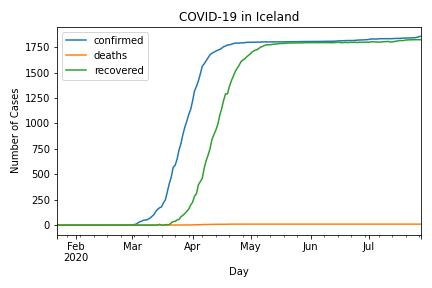 COVID-19 in Iceland
confirmed
deaths
recovered
Number of Cases
1750
1500
1250
1000
750
500
250
0
Feb
2020
Mar
Apr
May
Jun
Jul
Day